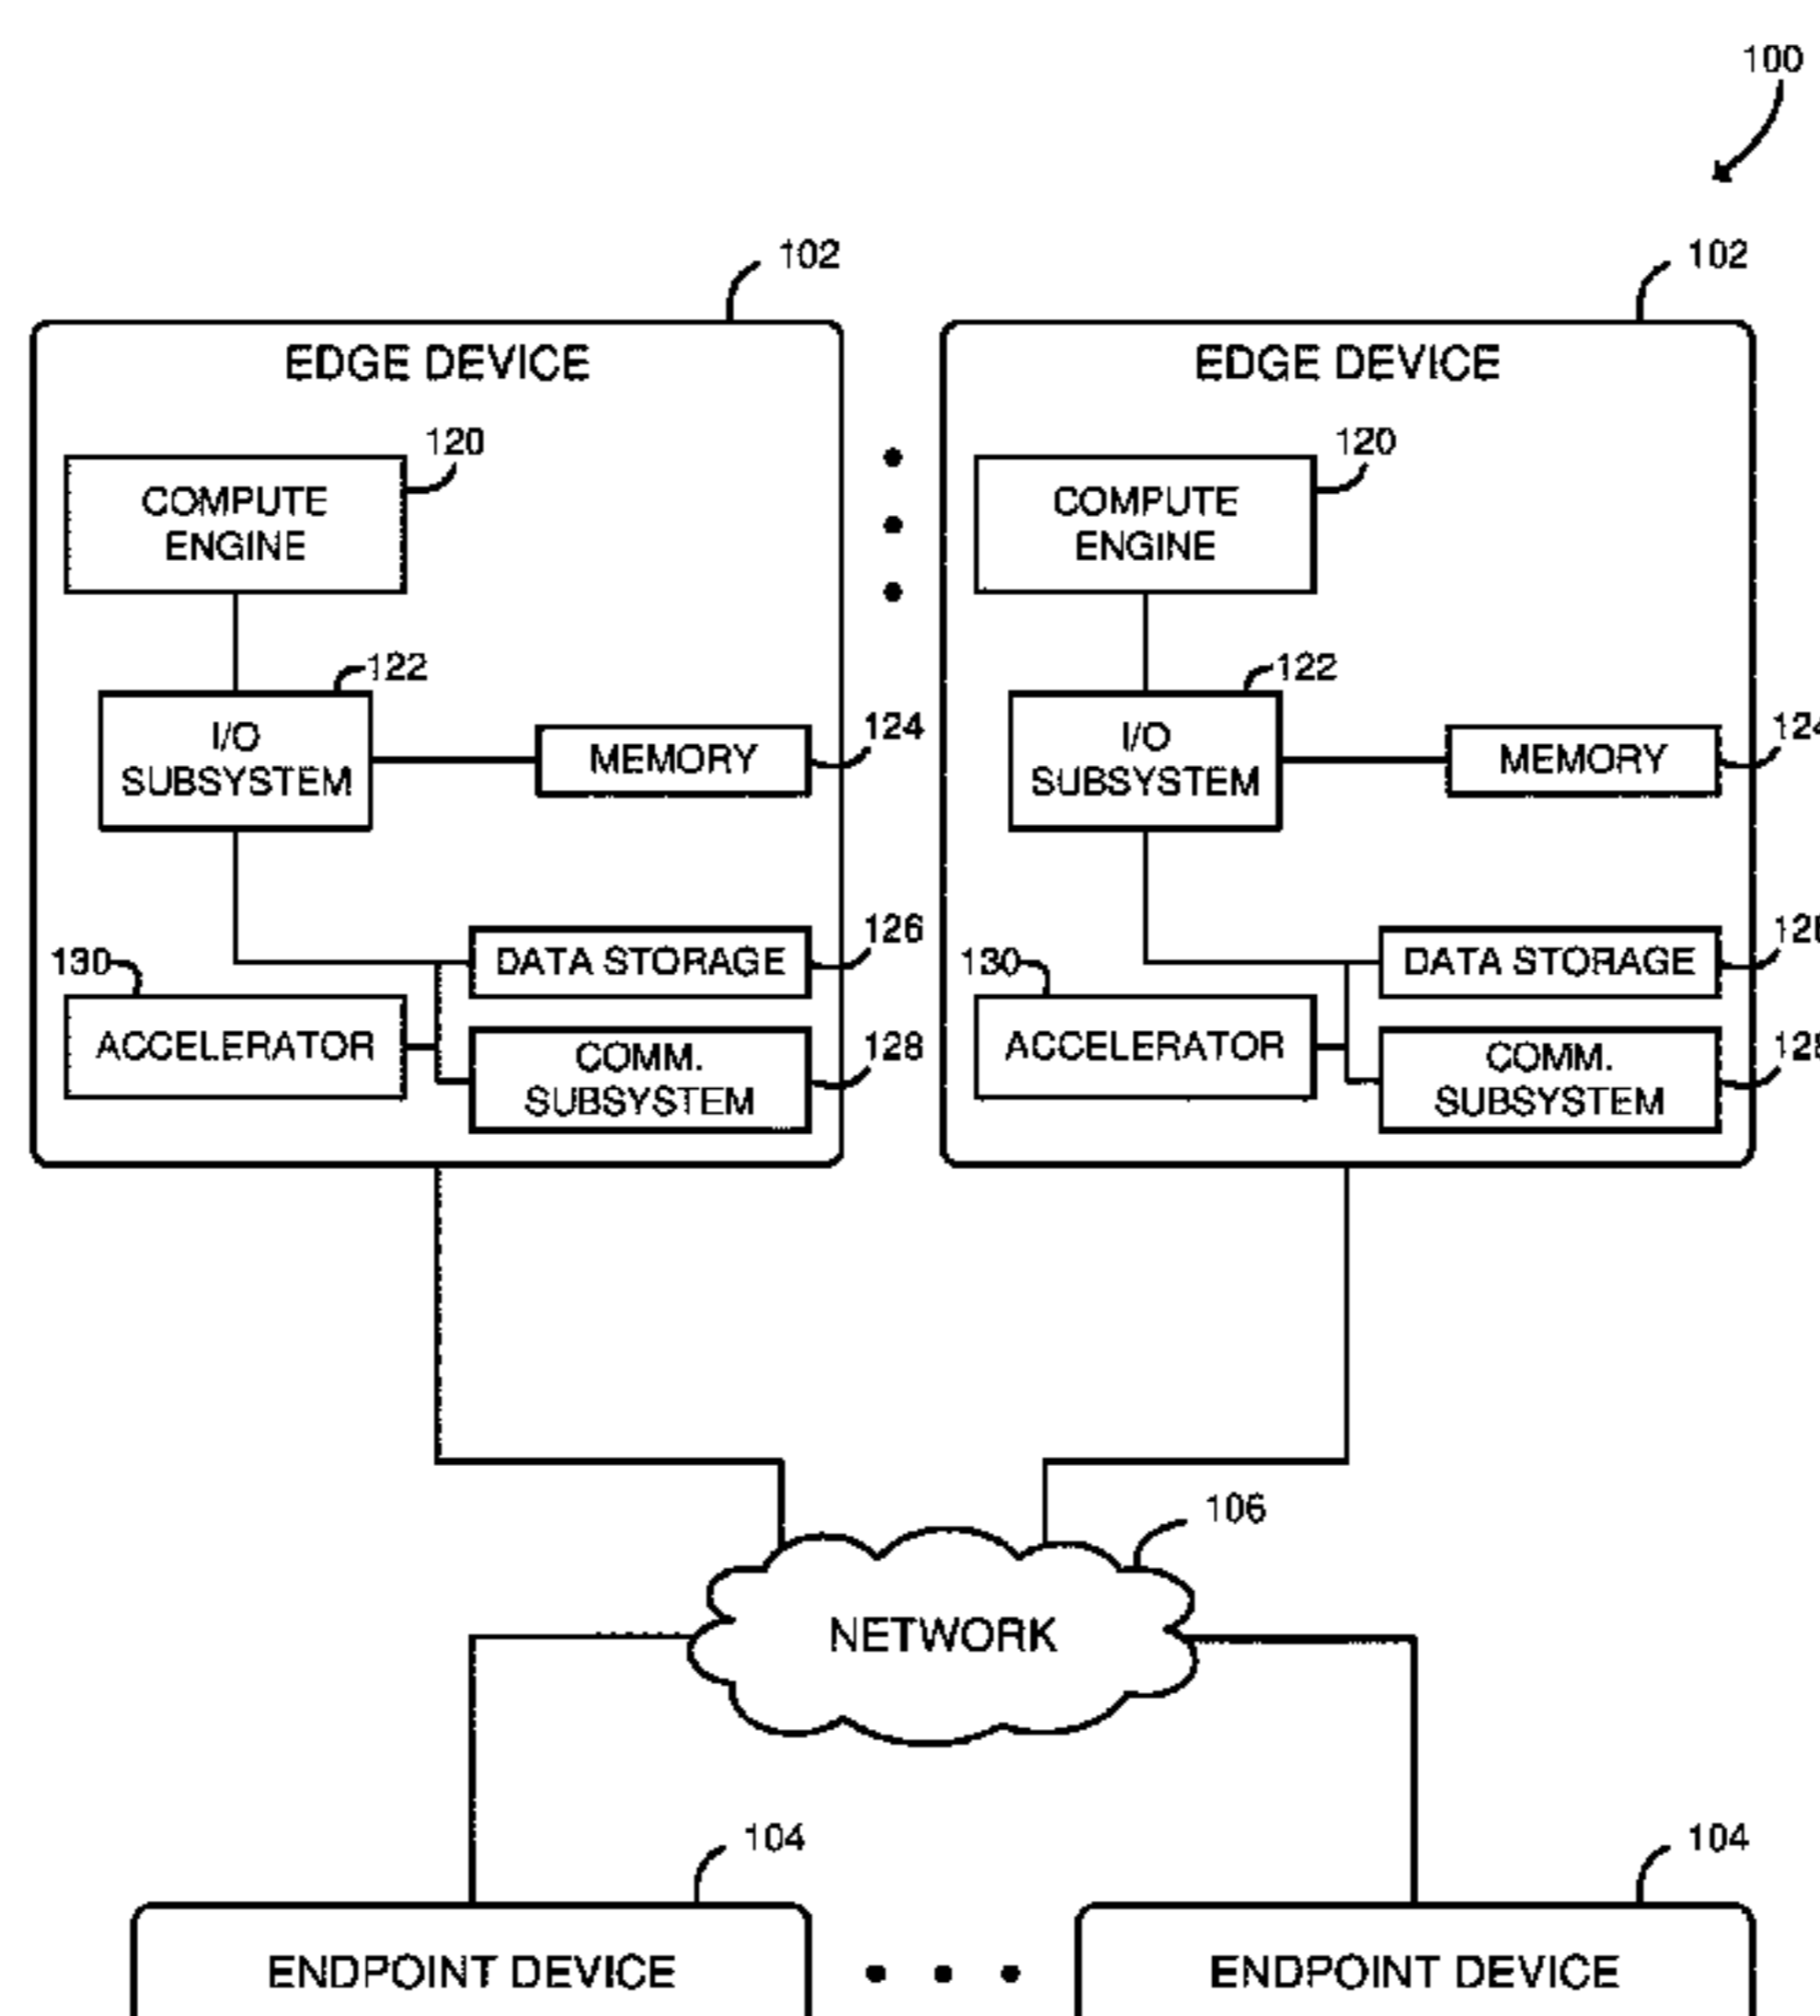 100
102
102
EDGE DEVICE
EDGE DEVICE
120
120
COMPUTE
ENGINE
COMPUTE
ENGINE
122
122
I/O
SUBSYSTEM
I/O
SUBSYSTEM
124
MEMORY
MEMORY
126
DATA STORAGE
DATA STORAGE
130
130
ACCELERATOR
ACCELERATOR
128
COMM.
SUBSYSTEM
COMM.
SUBSYSTEM
106
NETWORK
104
104
ENDPOINT DEVICE
ENDPOINT DEVICE